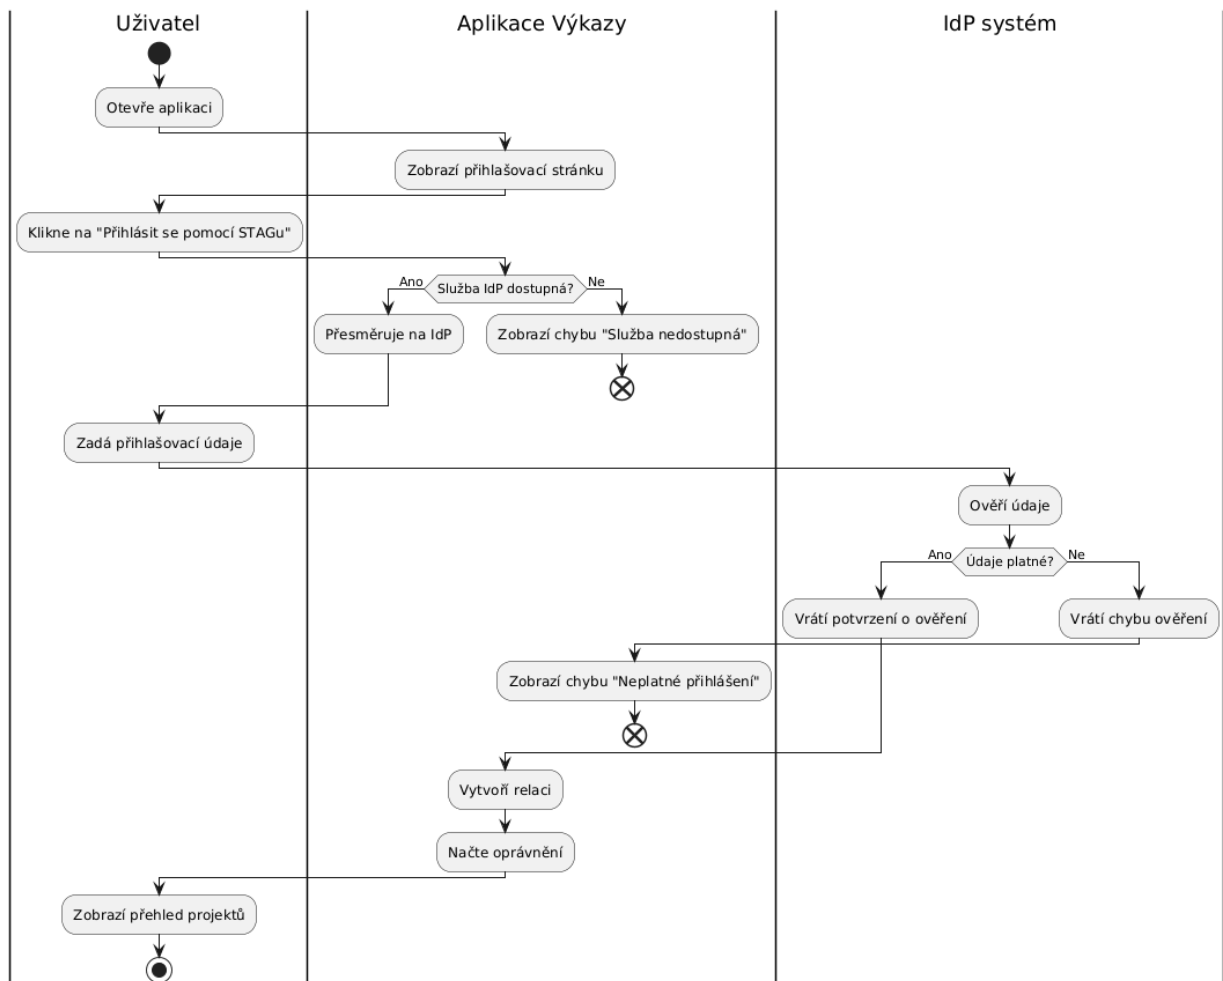 Uživatel
Aplikace Výkazy
IdP systém
Otevře aplikaci
Zobrazí přihlašovací stránku
Klikne na "Přihlásit se pomocí STAGu"
Ano
Služba IdP dostupná?
Ne
Přesměruje na IdP
Zobrazí chybu "Služba nedostupná"
Zadá přihlašovací údaje
Ověří údaje
Ano
Údaje platné?
Ne
Vrátí potvrzení o ověření
Vrátí chybu ověření
Zobrazí chybu "Neplatné přihlášení"
Vytvoří relaci
Načte oprávnění
Zobrazí přehled projektů